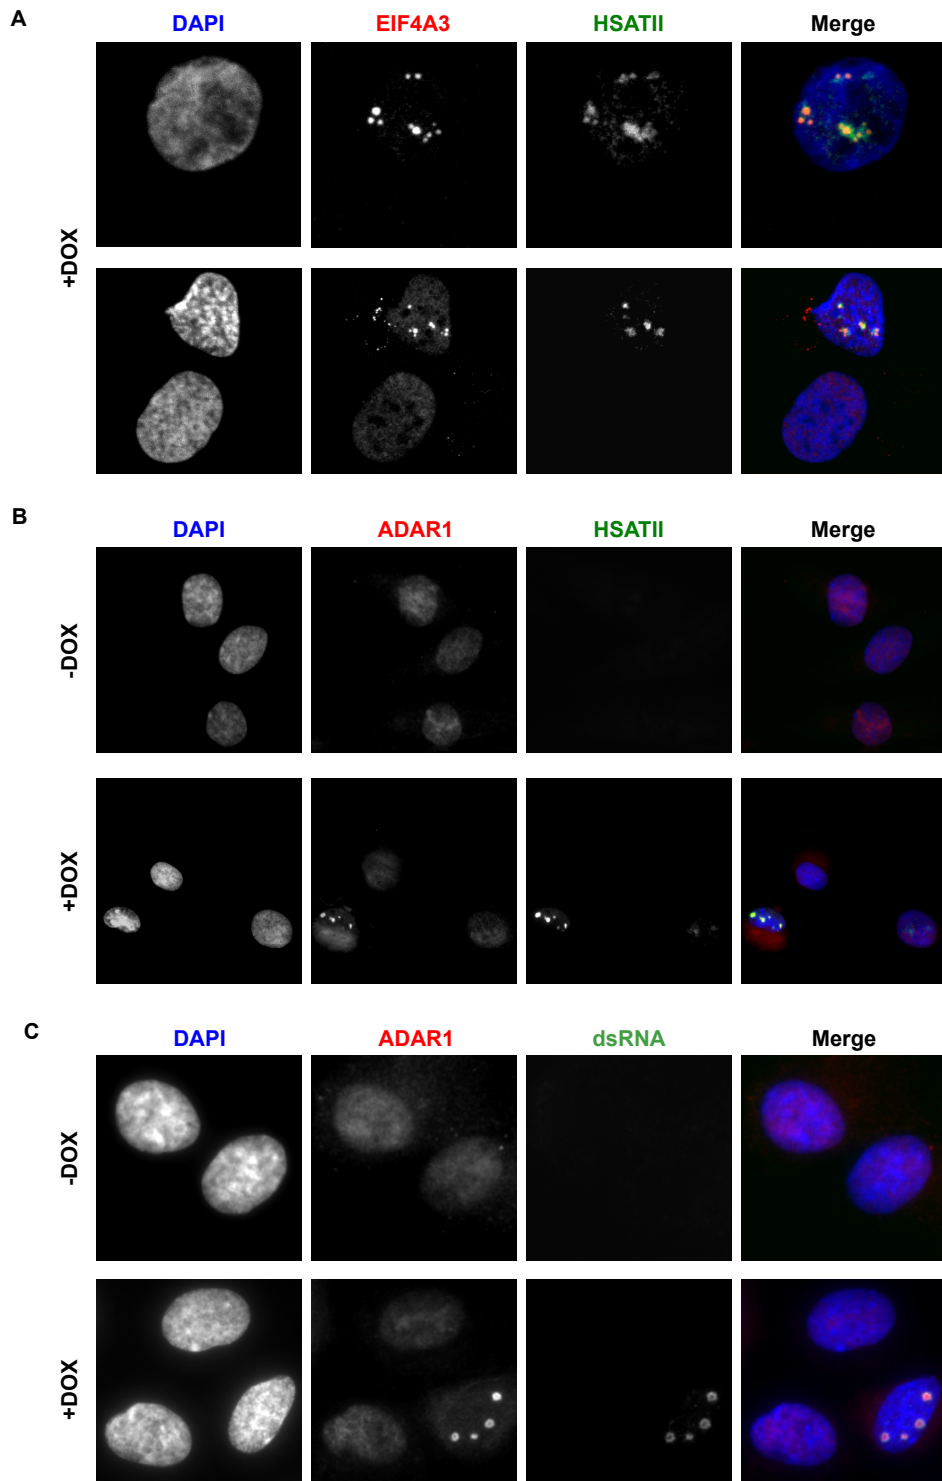 A
DAPI EIF4A3 HSATII Merge
+DOX
B
DAPI ADAR1 HSATII Merge
-DOX
+DOX
C
DAPI ADAR1 dsRNA Merge
-DOX
+DOX